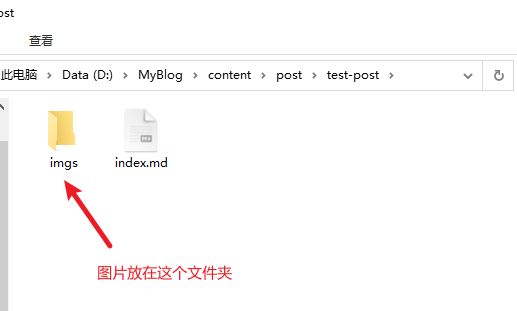 ost
查看
此电脑 > Data (D:) > MyBlog > content > post > test-post >
imgs
index.md
图片放在这个文件夹